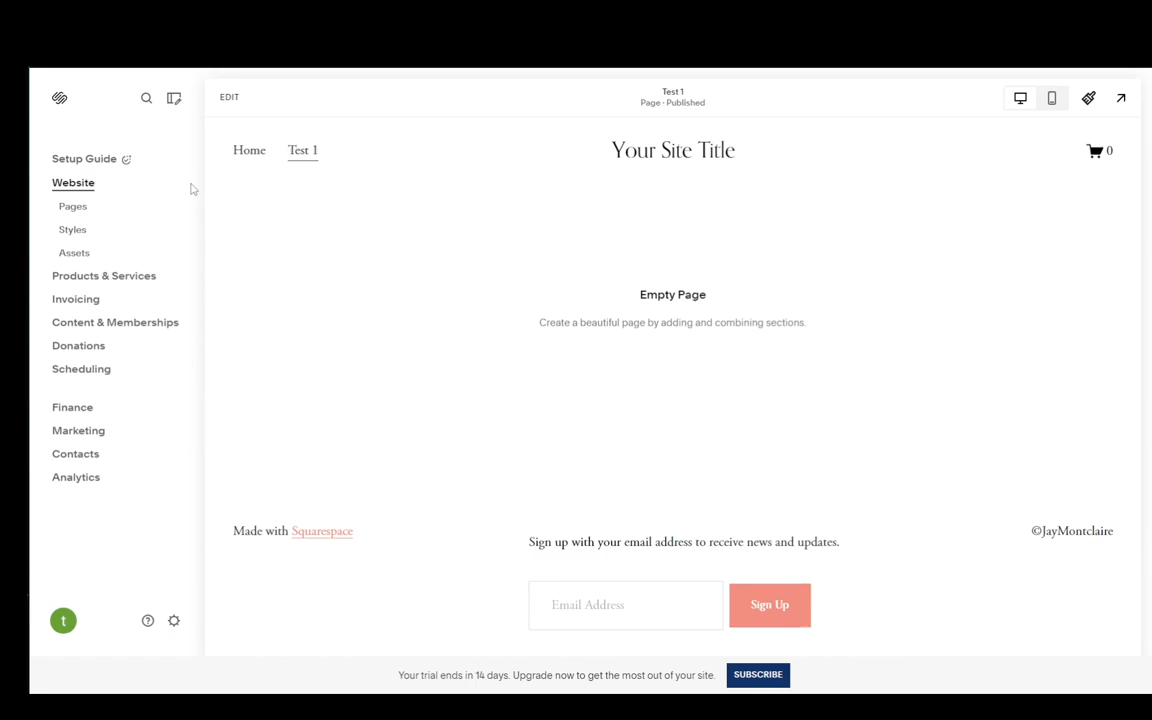 EDIT
Test 1
Page · Published
Home
Test 1
Your Site Title
0
Setup Guide
Website
Pages
Styles
Assets
Products & Services
Invoicing
Content & Memberships
Donations
Scheduling
Finance
Marketing
Contacts
Analytics
t
Empty Page
Create a beautiful page by adding and combining sections.
Made with Squarespace
Sign up with your email address to receive news and updates.
©JayMontclaire
Email Address
Sign Up
Your trial ends in 14 days. Upgrade now to get the most out of your site.
SUBSCRIBE